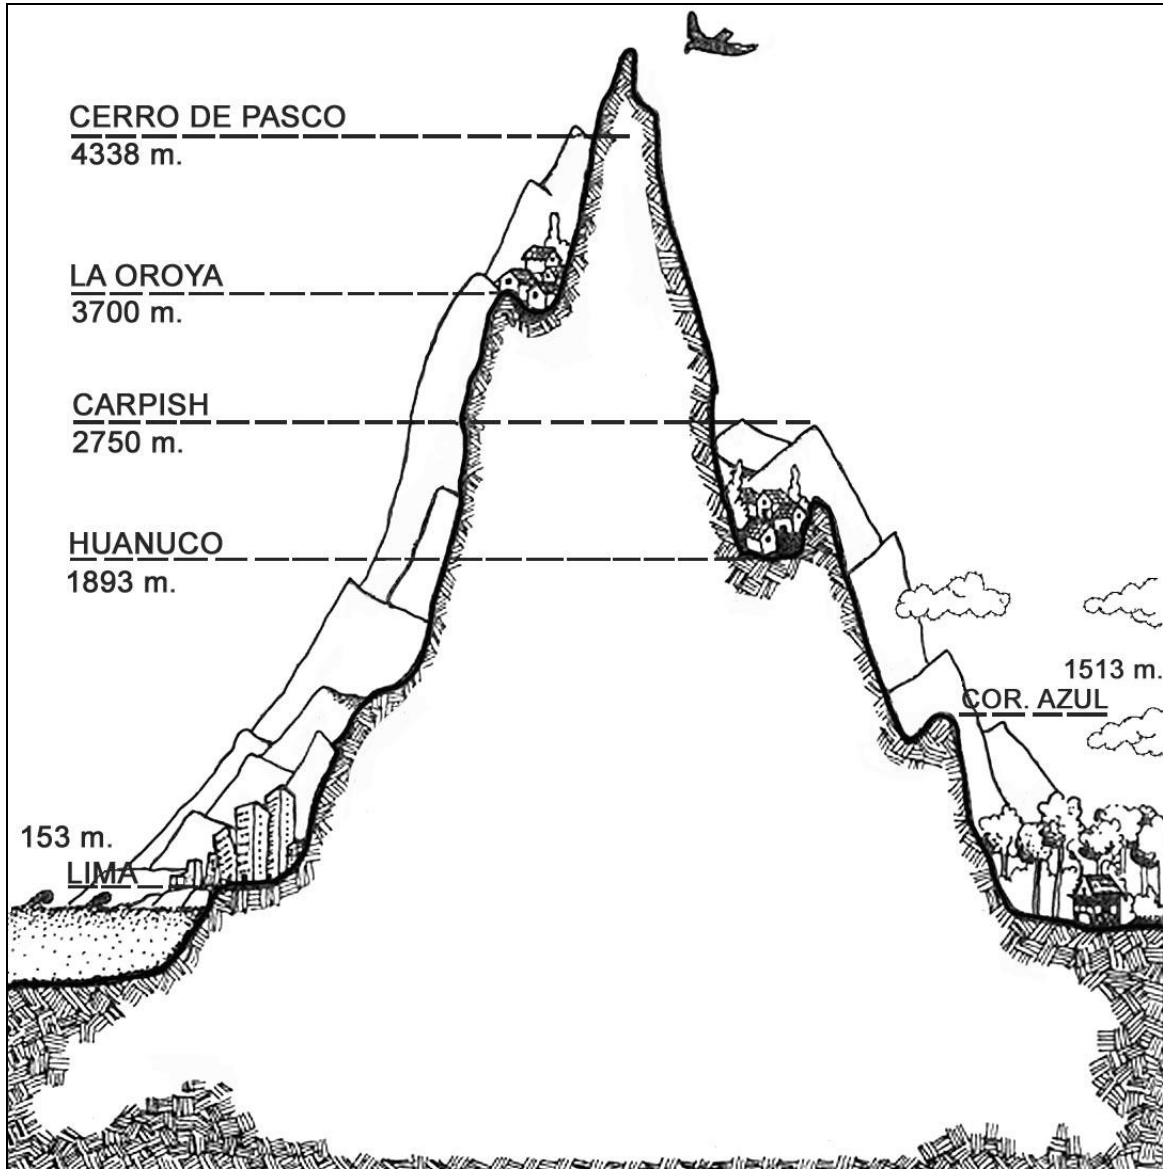 CERRO DE PASCO
4338 m.
LA OROYA
3700 m.
CARPISH
2750 m.
HUANUCO
1893 m.
1513 m.
COR. AZUL
153 m.
LIMA